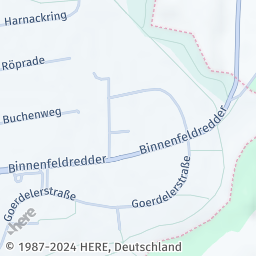 Harnackring
Röprade
Buchenweg
Binnenfeldredder
Binnenfeldredder
Goerdelerstraße
Goerdelerstraße
here
© 1987-2024 HERE, Deutschland